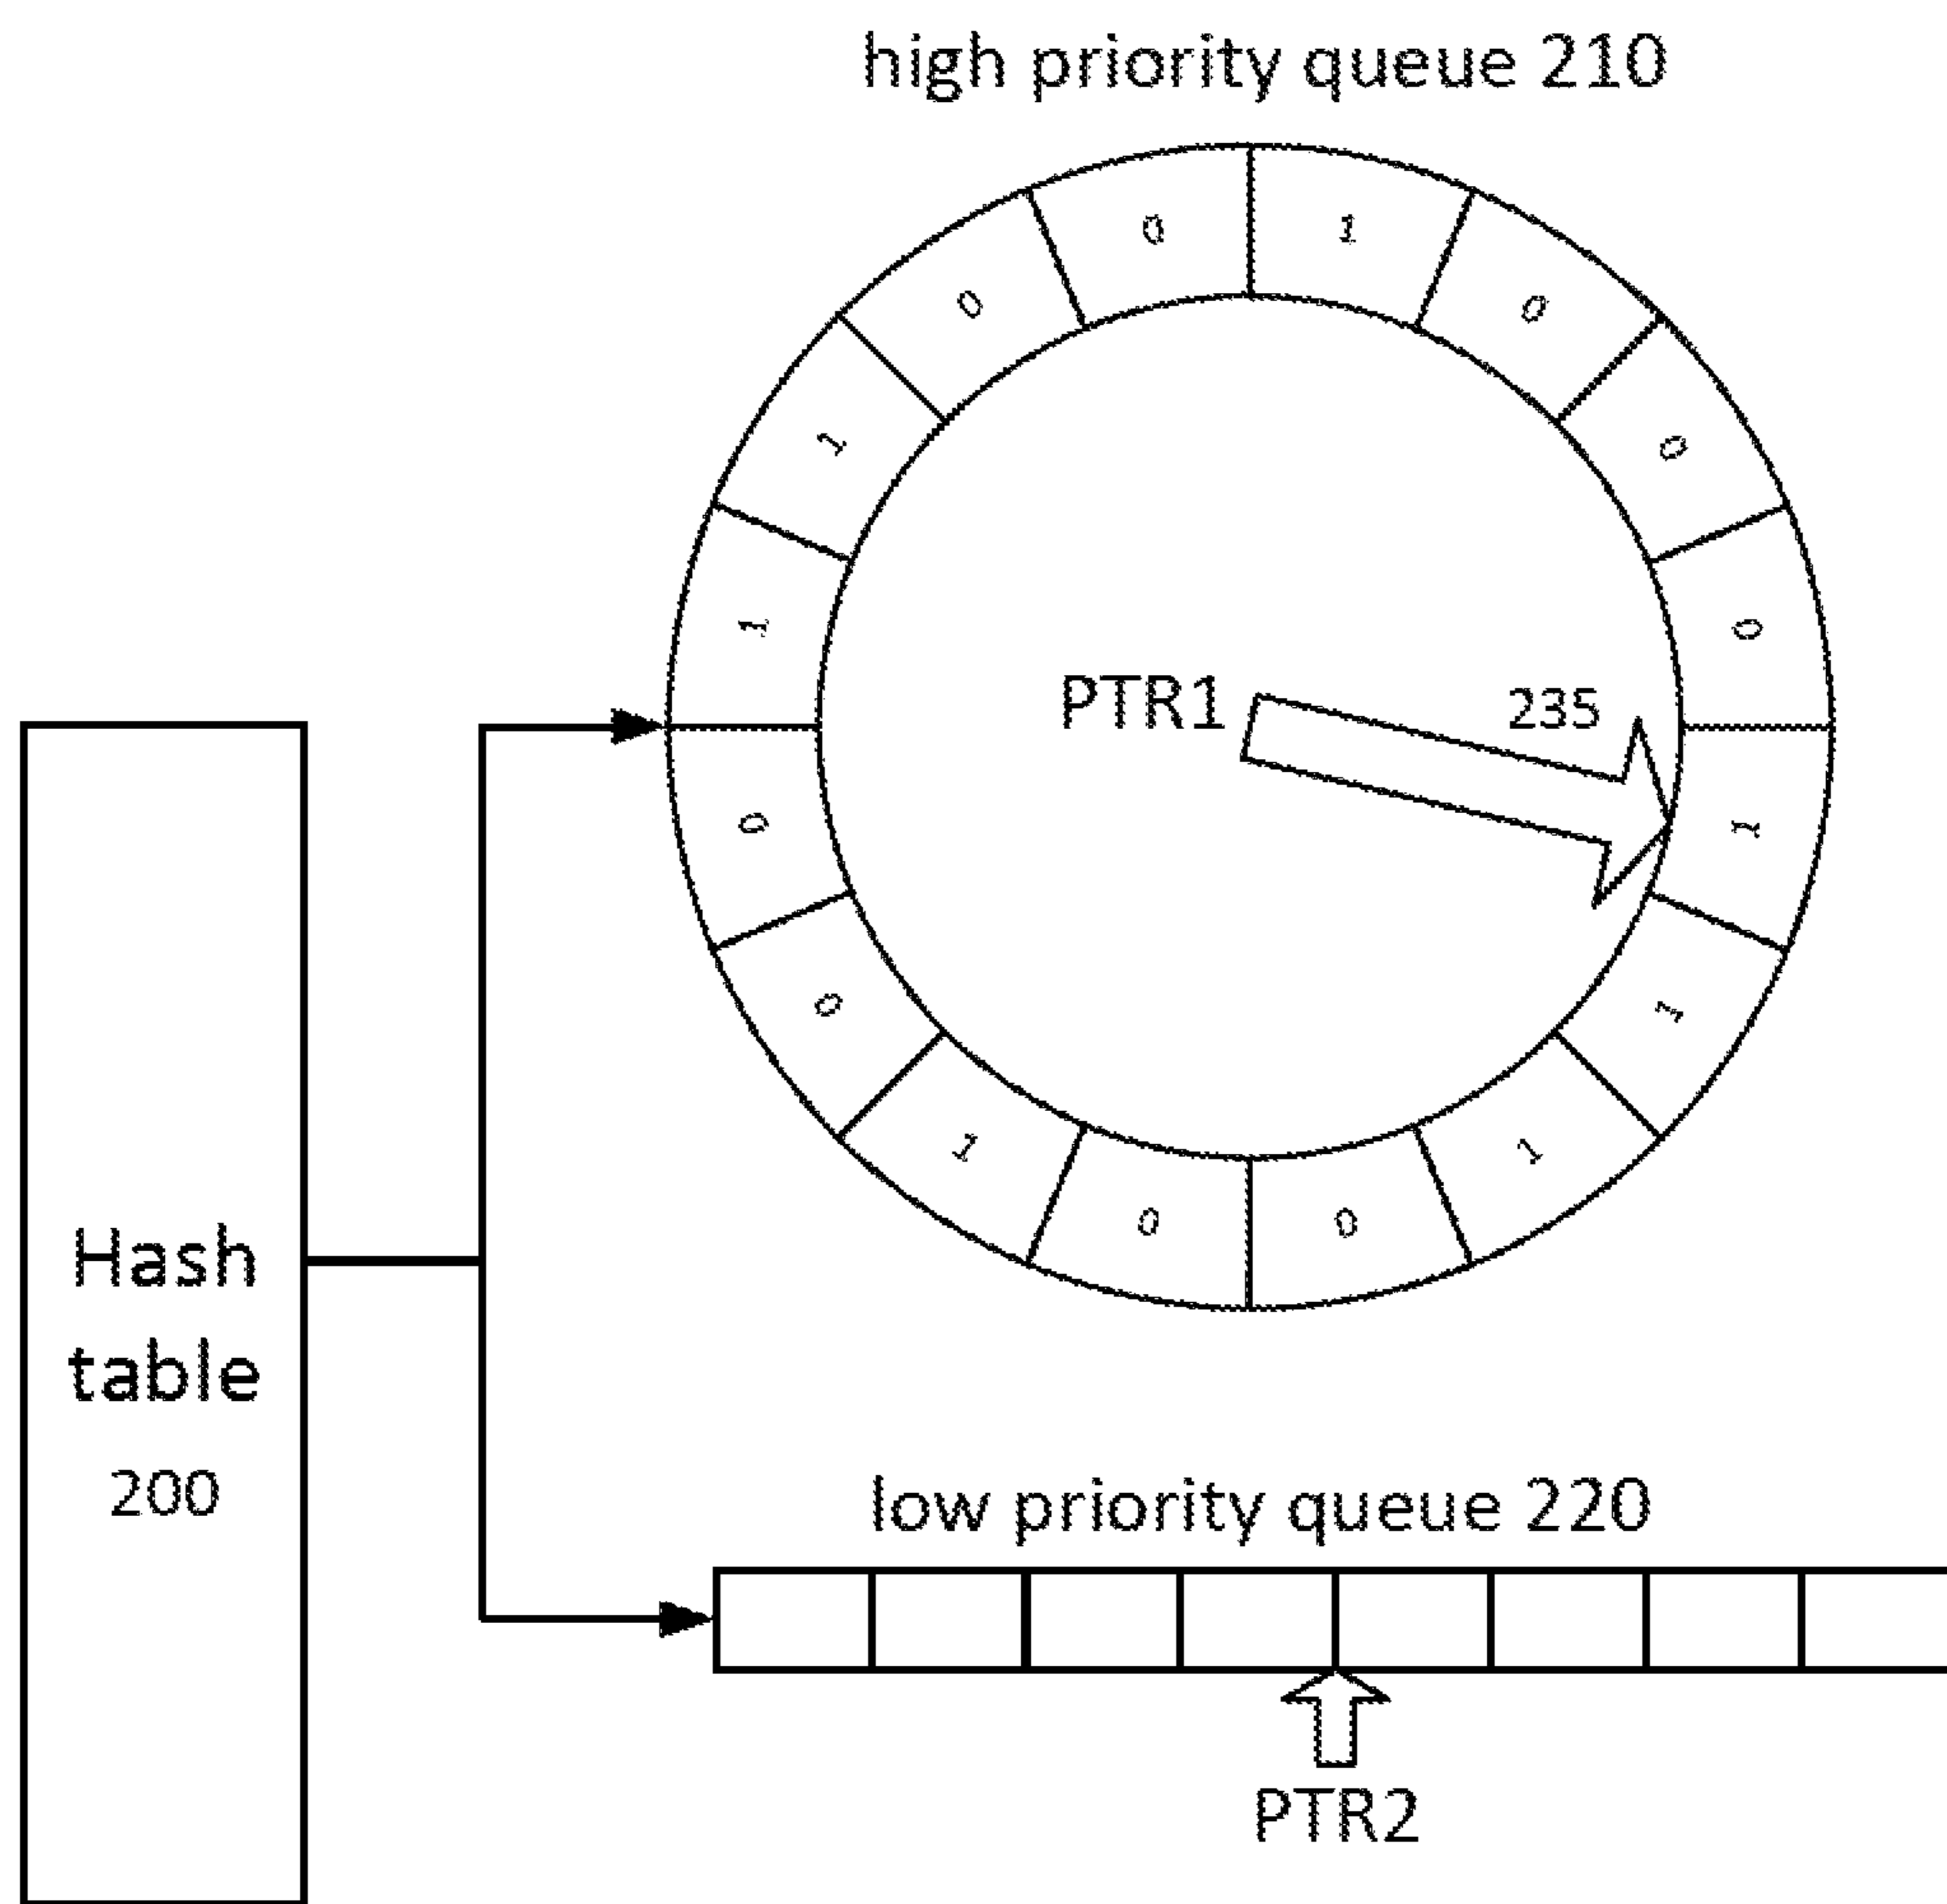 high priority queue 210
0 1
0 0
1 0
1 0
PTR1 235
0 1
0 1
1 1
0 0
Hash
table
200
low priority queue 220
PTR2